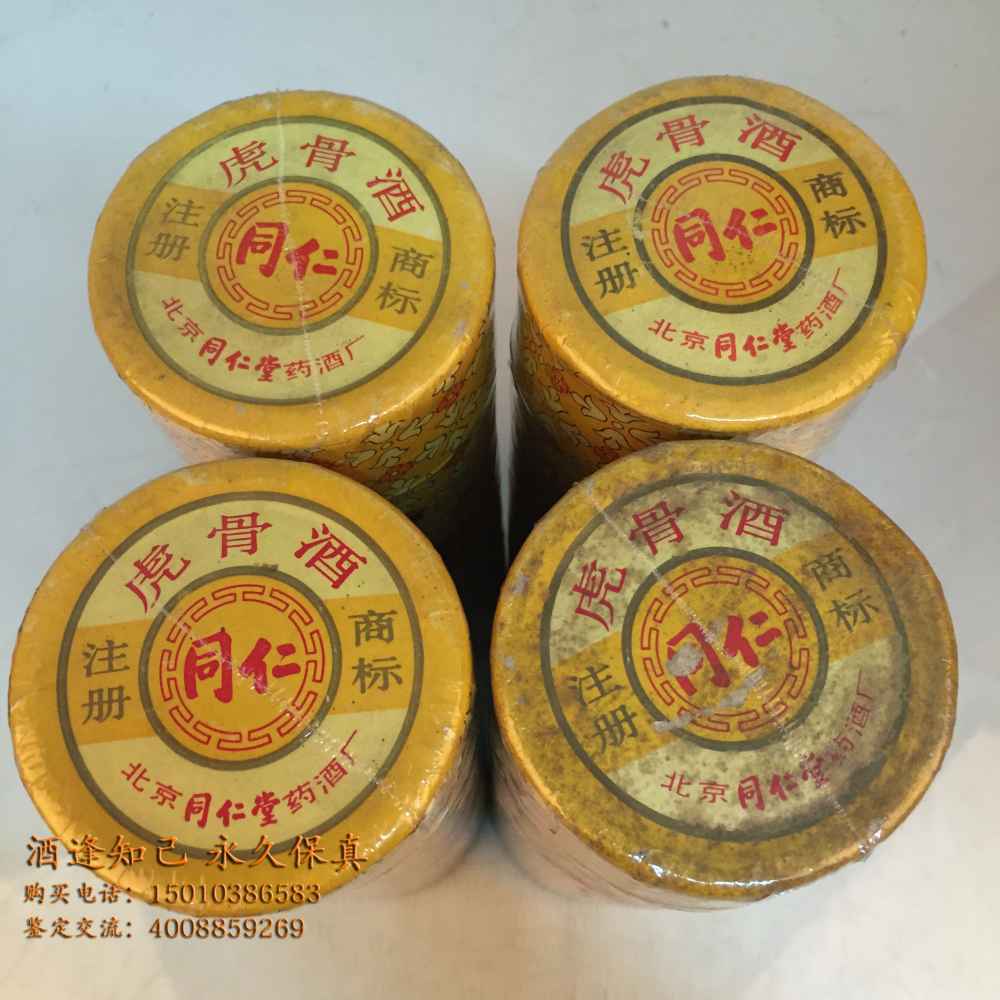 虎骨酒
注册 商标
同仁
北京同仁堂药酒厂
虎骨酒
注册 商标
同仁
北京同仁堂药酒厂
虎骨酒
注册 商标
同仁
北京同仁堂药酒厂
虎骨酒
注册 商标
同仁
北京同仁堂药酒厂
酒逢知己 永久保真
购买电话：15010386583
鉴定交流：4008859269